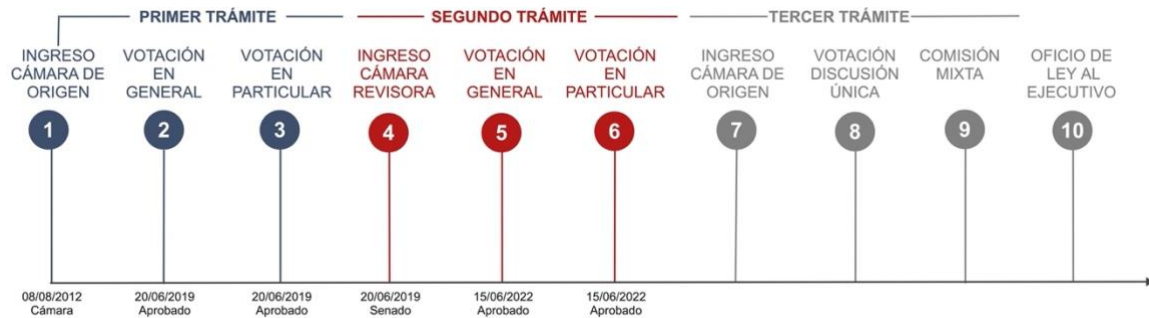 PRIMER TRÁMITE
SEGUNDO TRÁMITE
TERCER TRÁMITE
INGRESO
CÁMARA DE
ORIGEN
VOTACIÓN
EN
GENERAL
VOTACIÓN
EN
PARTICULAR
INGRESO
CÁMARA
REVISORA
VOTACIÓN
EN
GENERAL
VOTACIÓN
EN
PARTICULAR
INGRESO
CÁMARA DE
ORIGEN
VOTACIÓN
DISCUSIÓN
ÚNICA
COMISIÓN
MIXTA
OFICIO DE
LEY AL
EJECUTIVO
1
2
3
4
5
6
7
8
9
10
08/08/2012
Cámara
20/06/2019
Aprobado
20/06/2019
Aprobado
20/06/2019
Senado
15/06/2022
Aprobado
15/06/2022
Aprobado